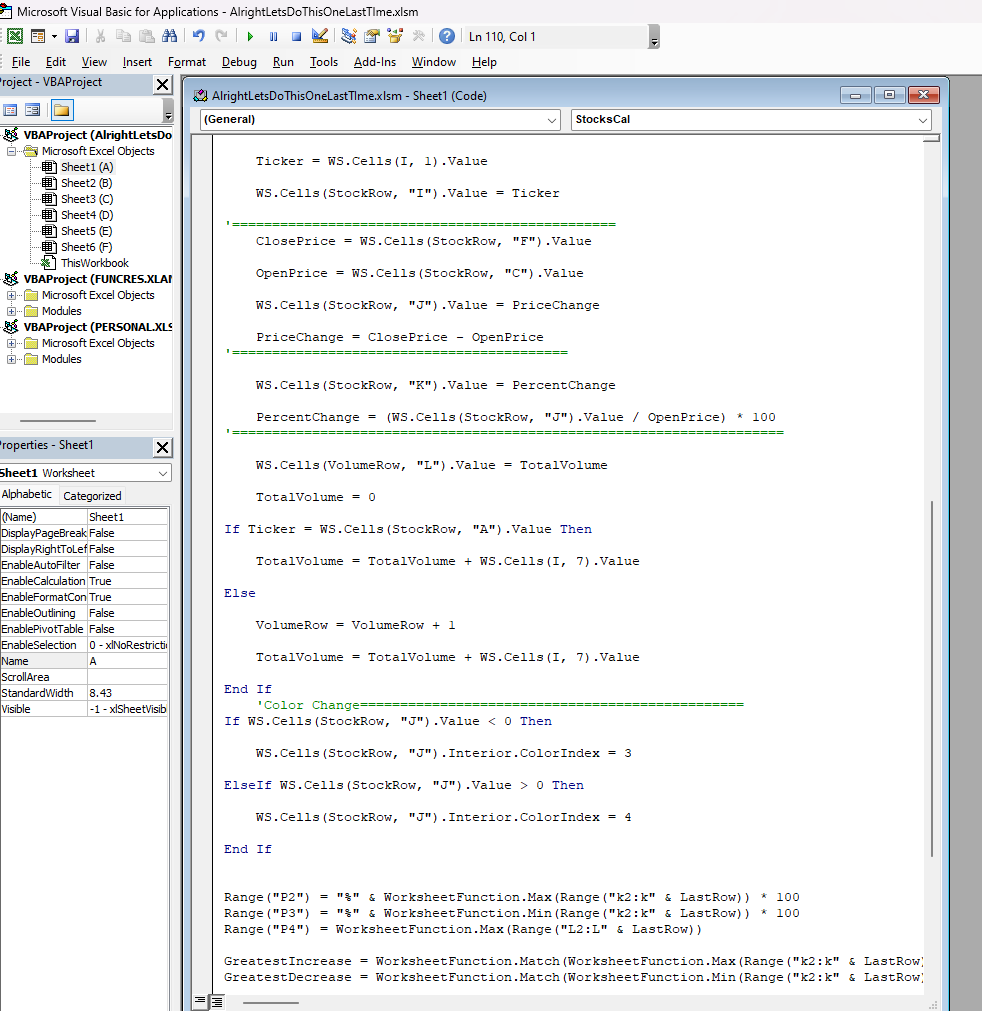 Microsoft Visual Basic for Applications - AlrightLetsDoThisOneLastTIme.xlsm
Ln 110, Col 1
File Edit View Insert Format Debug Run Tools Add-Ins Window Help
Project - VBAProject
VBAProject (AlrightLetsDo
Microsoft Excel Objects
Sheet1 (A)
Sheet2 (B)
Sheet3 (C)
Sheet4 (D)
Sheet5 (E)
Sheet6 (F)
ThisWorkbook
VBAProject (FUNCRES.XLAM
Microsoft Excel Objects
Modules
VBAProject (PERSONAL.XLS
Microsoft Excel Objects
Modules
Properties - Sheet1
Sheet1 Worksheet
Alphabetic Categorized
(Name) Sheet1
DisplayPageBreak False
DisplayRightToLef False
EnableAutoFilter False
EnableCalculation True
EnableFormatCon True
EnableOutlining False
EnablePivotTable False
EnableSelection 0 - xlNoRestricti
Name A
ScrollArea
StandardWidth 8.43
Visible -1 - xlSheetVisibl
AlrightLetsDoThisOneLastTIme.xlsm - Sheet1 (Code)
(General) StocksCal
Ticker = WS.Cells(I, 1).Value
WS.Cells(StockRow, "I").Value = Ticker
'================================================
ClosePrice = WS.Cells(StockRow, "F").Value
OpenPrice = WS.Cells(StockRow, "C").Value
WS.Cells(StockRow, "J").Value = PriceChange
PriceChange = ClosePrice - OpenPrice
'==========================================
WS.Cells(StockRow, "K").Value = PercentChange
PercentChange = (WS.Cells(StockRow, "J").Value / OpenPrice) * 100
'=====================================================================
WS.Cells(VolumeRow, "L").Value = TotalVolume
TotalVolume = 0
If Ticker = WS.Cells(StockRow, "A").Value Then
TotalVolume = TotalVolume + WS.Cells(I, 7).Value
Else
VolumeRow = VolumeRow + 1
TotalVolume = TotalVolume + WS.Cells(I, 7).Value
End If
'Color Change================================================
If WS.Cells(StockRow, "J").Value < 0 Then
WS.Cells(StockRow, "J").Interior.ColorIndex = 3
ElseIf WS.Cells(StockRow, "J").Value > 0 Then
WS.Cells(StockRow, "J").Interior.ColorIndex = 4
End If
Range("P2") = "%" & WorksheetFunction.Max(Range("k2:k" & LastRow)) * 100
Range("P3") = "%" & WorksheetFunction.Min(Range("k2:k" & LastRow)) * 100
Range("P4") = WorksheetFunction.Max(Range("L2:L" & LastRow))
GreatestIncrease = WorksheetFunction.Match(WorksheetFunction.Max(Range("k2:k" & LastRow)
GreatestDecrease = WorksheetFunction.Match(WorksheetFunction.Min(Range("k2:k" & LastRow)